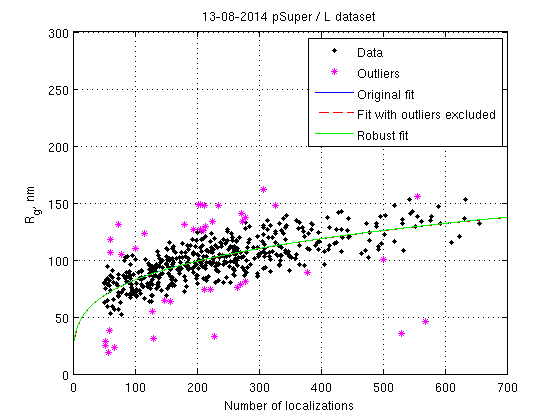 13-08-2014 pSuper / L dataset
300
250
200
150
100
50
0
R_g, nm
Data
Outliers
Original fit
Fit with outliers excluded
Robust fit
0 100 200 300 400 500 600 700
Number of localizations